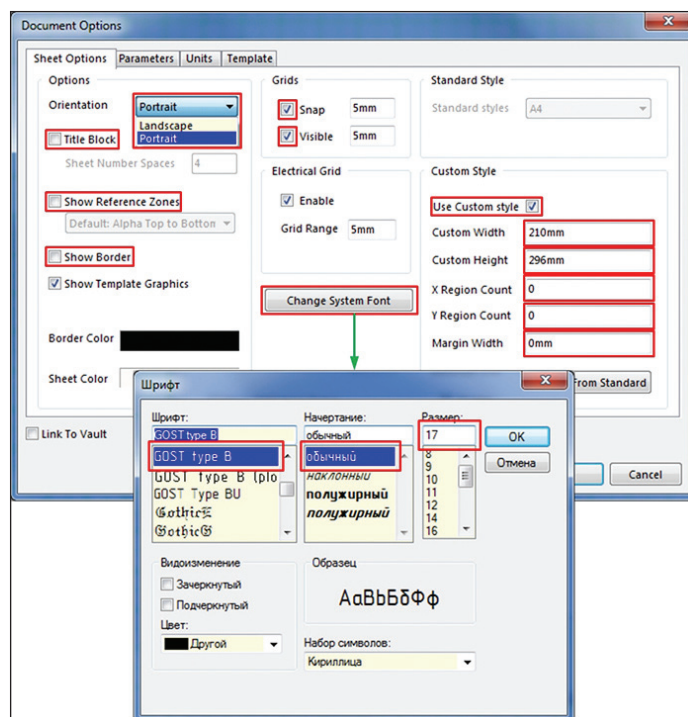 Document Options
Sheet Options Parameters Units Template
Options
Orientation Portrait
Landscape
Portrait
Title Block
Sheet Number Spaces 4
Show Reference Zones
Default: Alpha Top to Bottom
Show Border
Show Template Graphics
Border Color
Sheet Color
Grids
Snap 5mm
Visible 5mm
Electrical Grid
Enable
Grid Range 5mm
Change System Font
Standard Style
Standard styles A4
Custom Style
Use Custom style
Custom Width 210mm
Custom Height 296mm
X Region Count 0
Y Region Count 0
Margin Width 0mm
From Standard
Link To Vault
Cancel
Шрифт
Шрифт:
GOST type B
GOST type B
GOST type B (plo
GOST Type BU
GothicE
GothicG
Начертание:
обычный
обычный
наклонный
полужирный
полужирный
Размер:
17
8
9
10
11
12
14
16
OK
Отмена
Видоизменение
Зачеркнутый
Подчеркнутый
Цвет:
Другой
Образец
АаВbБбФф
Набор символов:
Кириллица